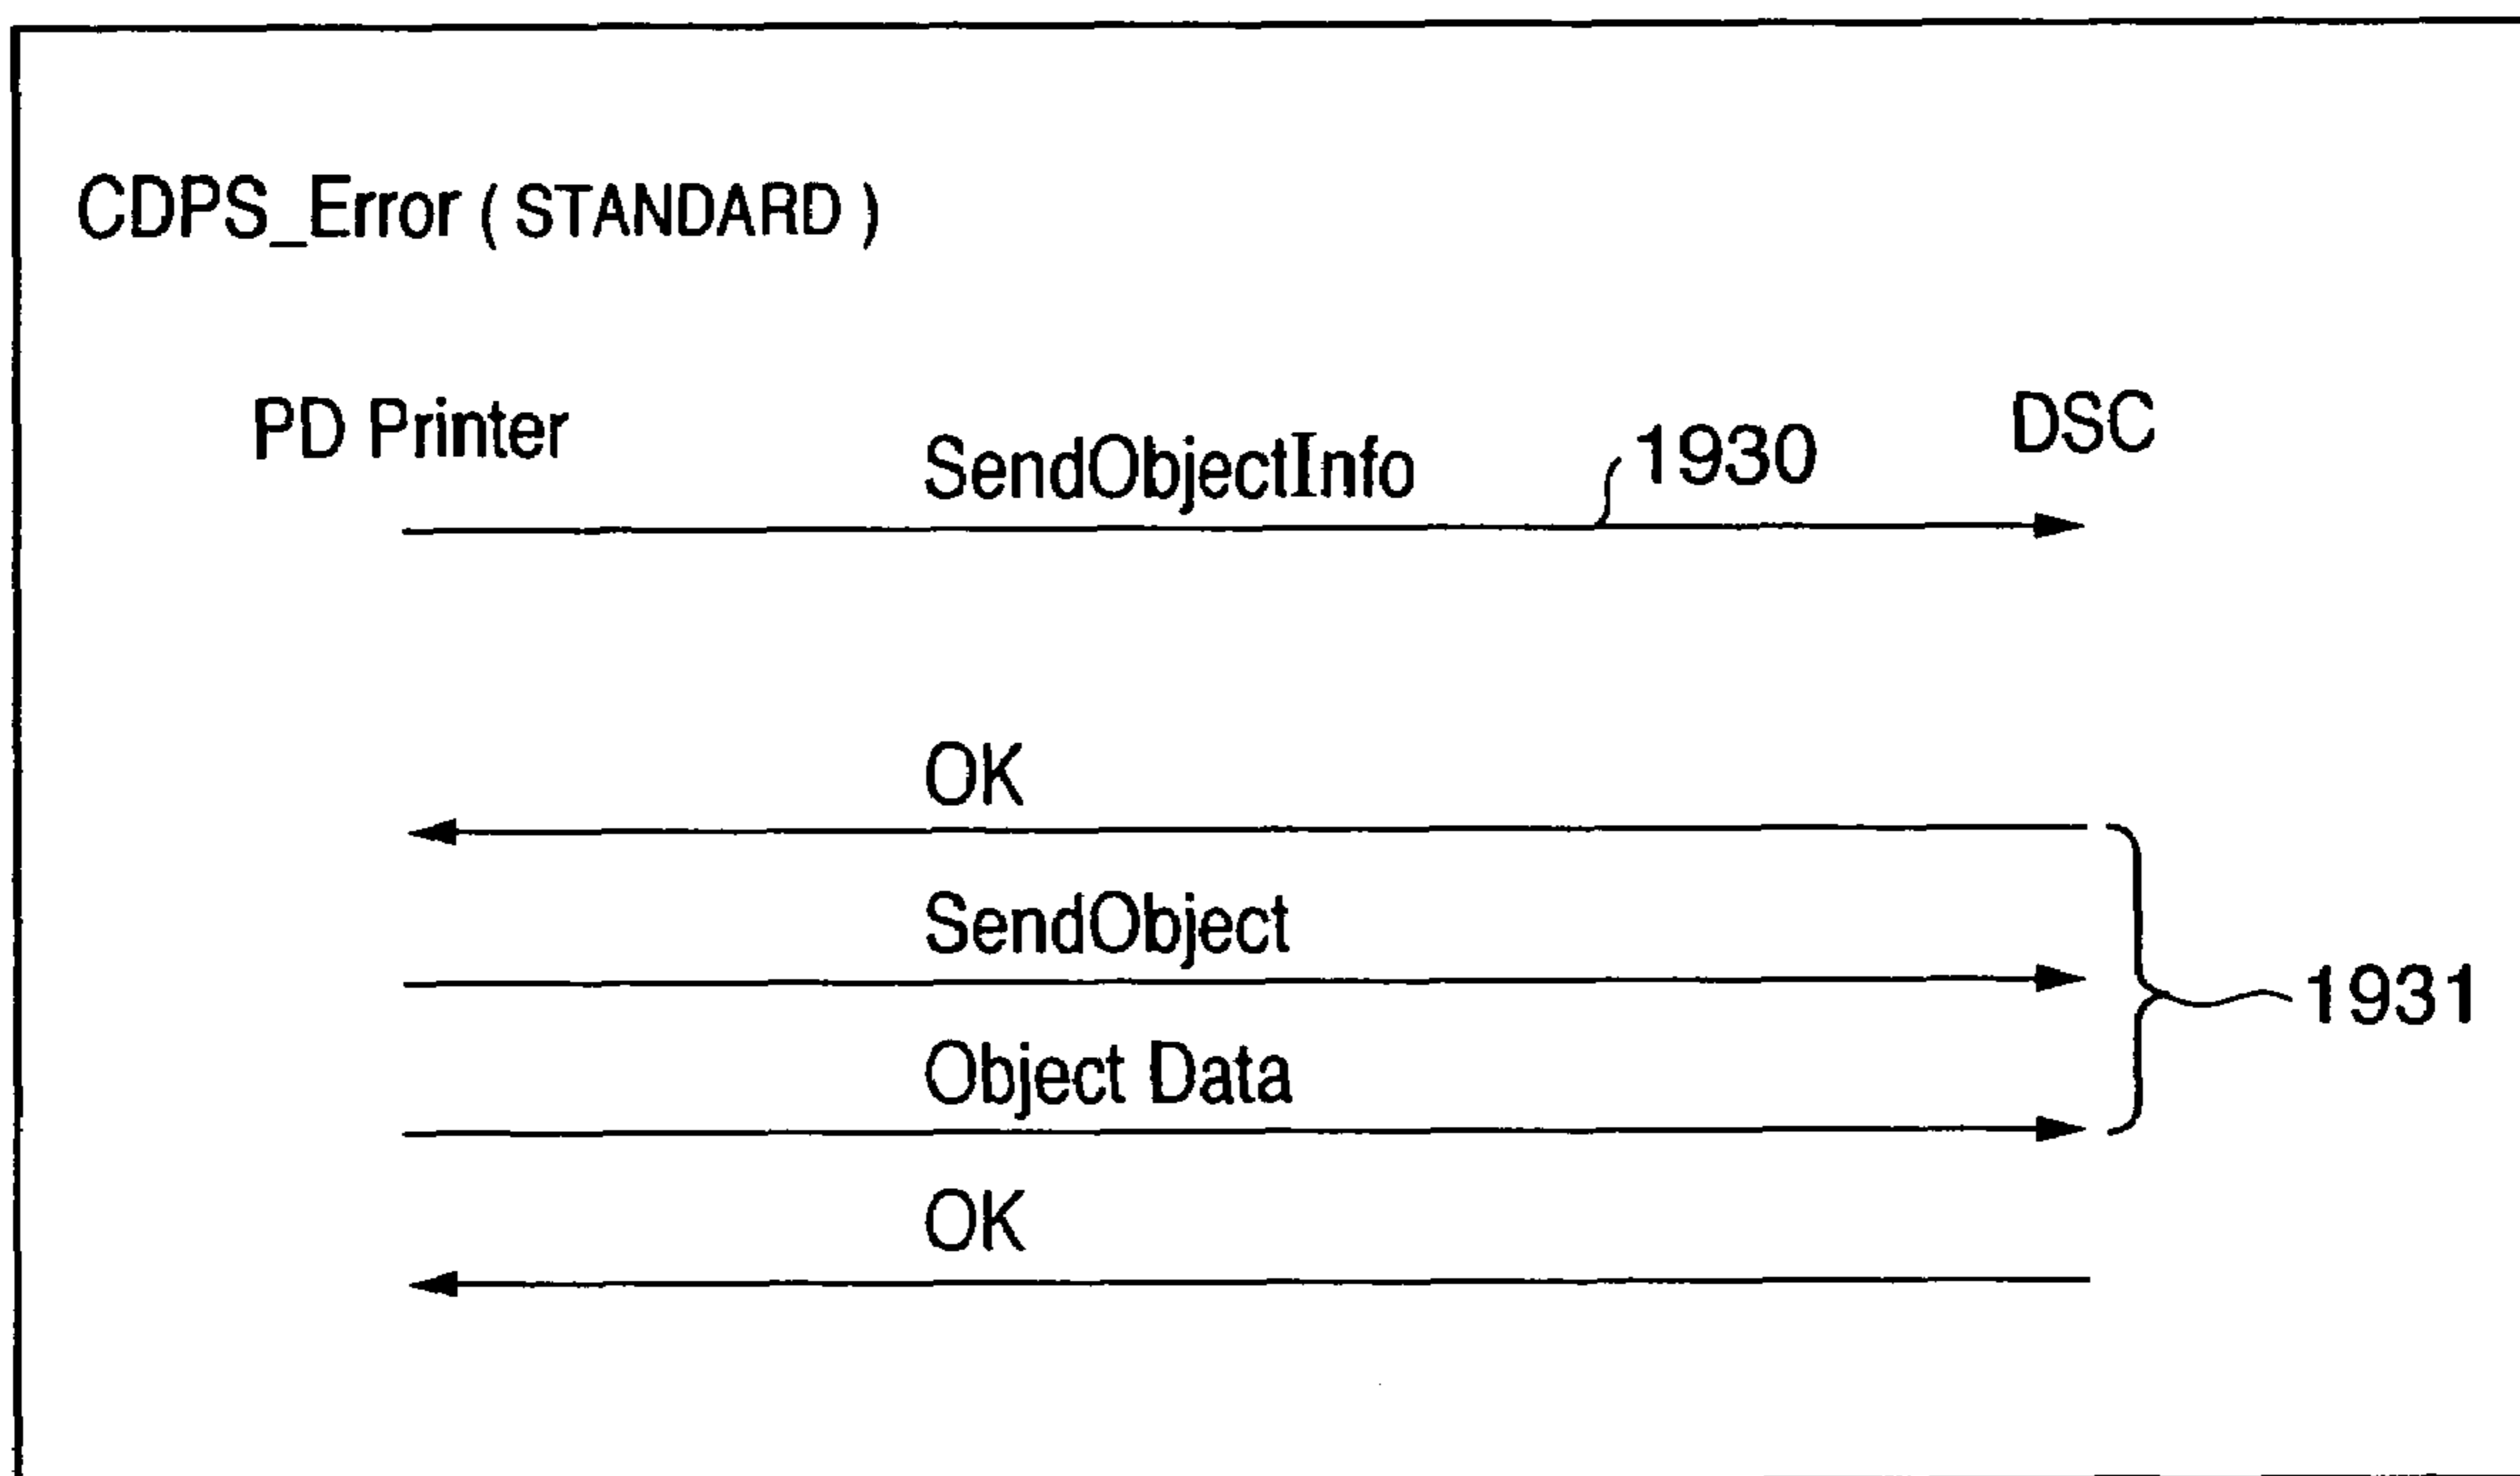 CDPS_Error ( STANDARD )
PD Printer
DSC
SendObjectInfo
1930
OK
SendObject
1931
Object Data
OK